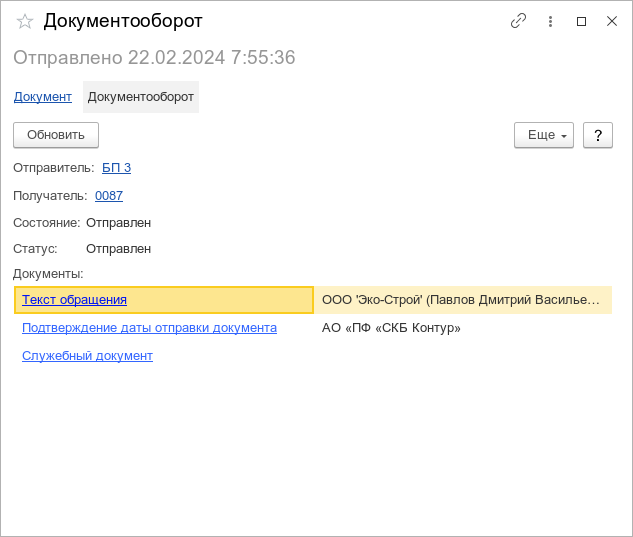 Документооборот
Отправлено 22.02.2024 7:55:36
Документ Документооборот
Обновить Еще ?
Отправитель: БП 3
Получатель: 0087
Состояние: Отправлен
Статус: Отправлен
Документы:
Текст обращения ООО 'Эко-Строй' (Павлов Дмитрий Василье...
Подтверждение даты отправки документа АО «ПФ «СКБ Контур»
Служебный документ